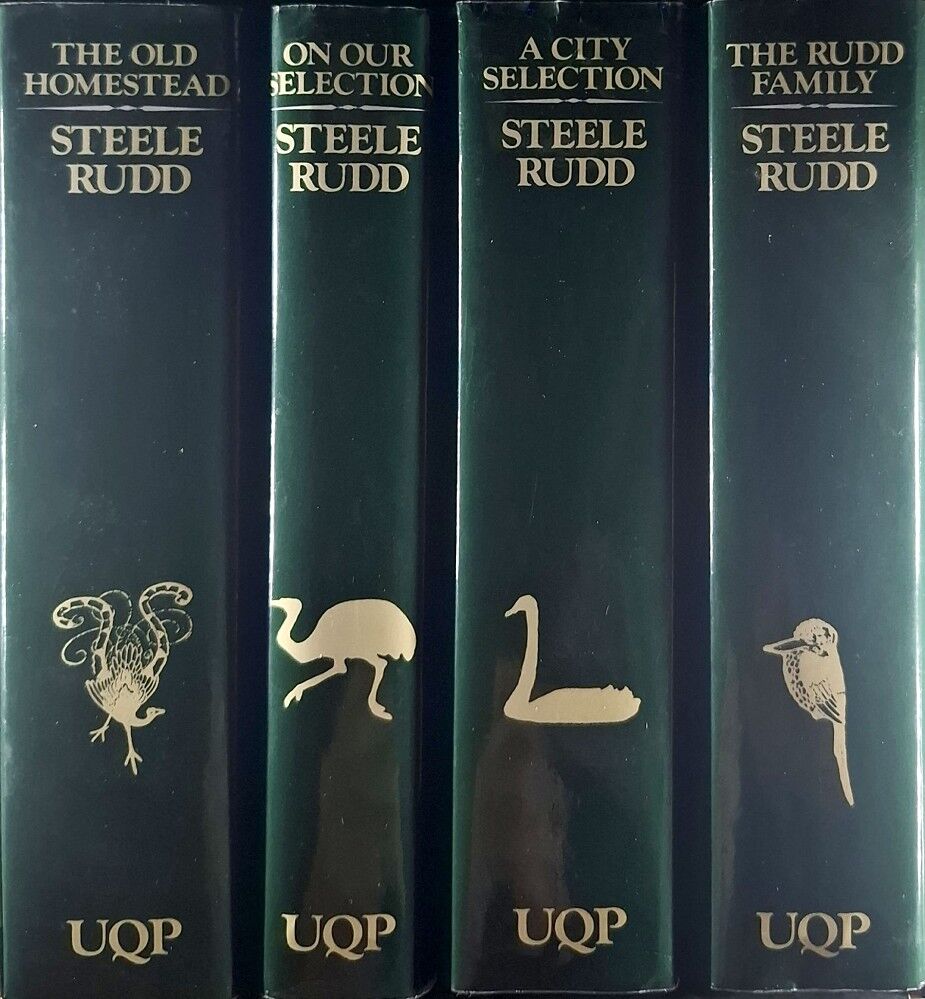 THE OLD
HOMESTEAD
STEELE
RUDD
UQP
ON OUR
SELECTION
STEELE
RUDD
UQP
A CITY
SELECTION
STEELE
RUDD
UQP
THE RUDD
FAMILY
STEELE
RUDD
UQP